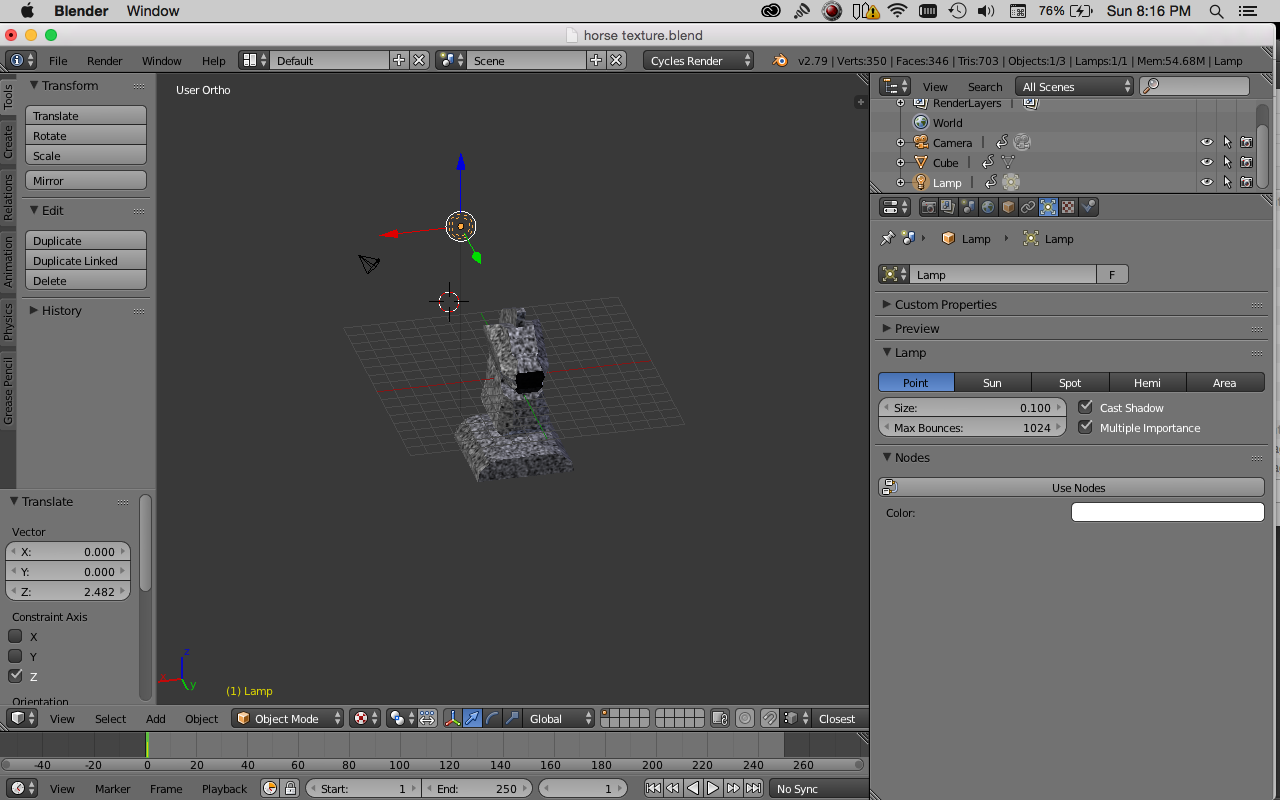 Blender Window 76% Sun 8:16 PM
horse texture.blend
File Render Window Help Default Scene Cycles Render v2.79 | Verts:350 | Faces:346 | Tris:703 | Objects:1/3 | Lamps:1/1 | Mem:54.68M | Lamp
Tools
Create
Relations
Animation
Physics
Grease Pencil
Transform
Translate
Rotate
Scale
Mirror
Edit
Duplicate
Duplicate Linked
Delete
History
Translate
Vector
X: 0.000
Y: 0.000
Z: 2.482
Constraint Axis
X
Y
Z
Orientation
User Ortho
z
y
(1) Lamp
View Select Add Object Object Mode Global Closest
-40 -20 0 20 40 60 80 100 120 140 160 180 200 220 240 260
View Marker Frame Playback Start: 1 End: 250 1 No Sync
View Search All Scenes
RenderLayers |
World
Camera |
Cube |
Lamp |
Lamp Lamp
Lamp F
Custom Properties
Preview
Lamp
Point Sun Spot Hemi Area
Size: 0.100 Cast Shadow
Max Bounces: 1024 Multiple Importance
Nodes
Use Nodes
Color: